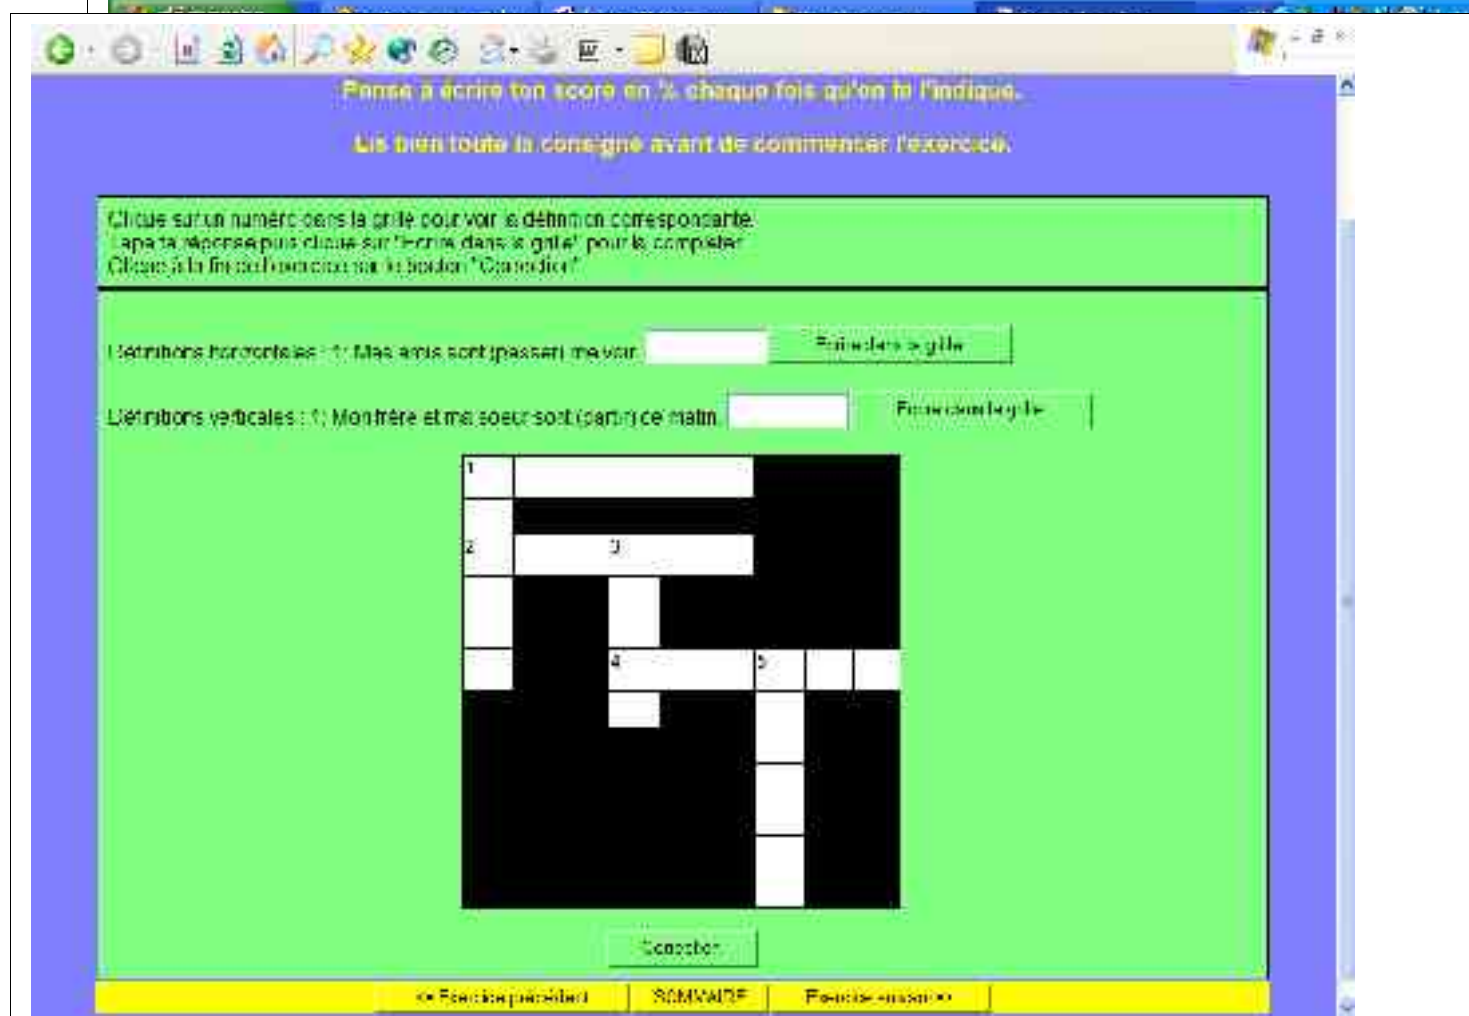 Pense à écrire ton score en % chaque fois qu'on te l'indique.
Lis bien toute la consigne avant de commencer l'exercice.
Clique sur un numéro dans la grille pour voir la définition correspondante.
Tape ta réponse puis clique sur "Ecrire dans la grille" pour la compléter
Clique à la fin de l'exercice sur le bouton "Correction"
Définitions horizontales : 1: Mes amis sont (passer) me voir. Ecrire dans la grille
Définitions verticales : 1: Mon frère et ma soeur sont (partir) ce matin. Ecrire dans la grille
1
2 3
4 5
Correction
<= Exercice précédent SOMMAIRE Exercice suivant =>